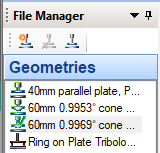 File Manager
Geometries
40mm parallel plate, P...
60mm 0.9953° cone ...
60mm 0.9969° cone ...
Ring on Plate Tribolo...